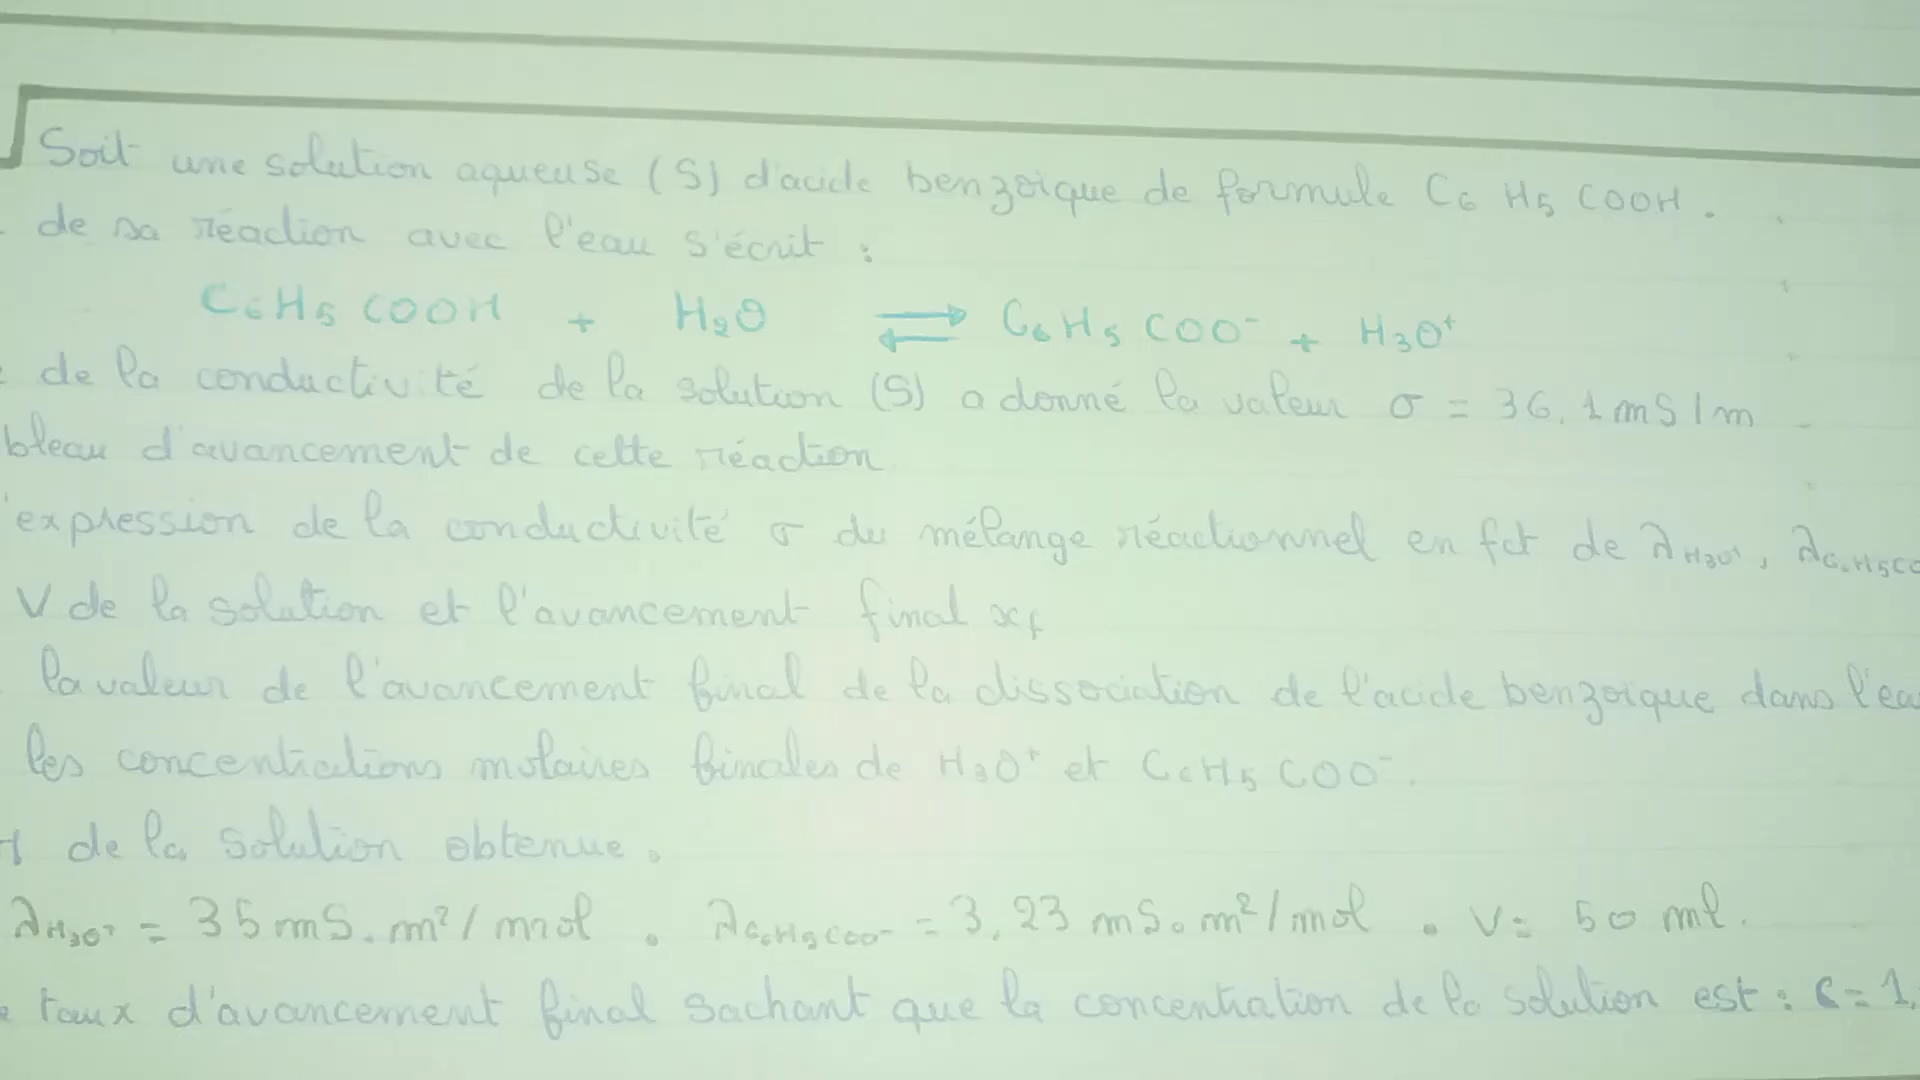 Soit une solution aqueuse (S) d'acide benzoique de formule C6 H5 COOH.
de sa réaction avec l'eau s'écrit :
C6H5 COOH + H2O ⇌ C6H5 COO- + H3O+
de la conductivité de la solution (S) a donné la valeur σ = 36,1 mS/m
bleau d'avancement de cette réaction
expression de la conductivité σ du mélange réactionnel en fct de λH3O+, λC6H5CO
V de la solution et l'avancement final xf
la valeur de l'avancement final de la dissociation de l'acide benzoique dans l'ea
les concentrations molaires finales de H3O+ et C6H5 COO-.
de la solution obtenue.
λH3O+ = 35 mS.m²/mol . λC6H5COO- = 3,23 mS.m²/mol . V = 50 ml.
taux d'avancement final sachant que la concentration de la solution est : C = 1,